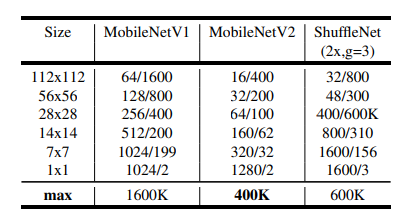 Size MobileNetV1 MobileNetV2 ShuffleNet
(2x,g=3)
112x112 64/1600 16/400 32/800
56x56 128/800 32/200 48/300
28x28 256/400 64/100 400/600K
14x14 512/200 160/62 800/310
7x7 1024/199 320/32 1600/156
1x1 1024/2 1280/2 1600/3
max 1600K 400K 600K